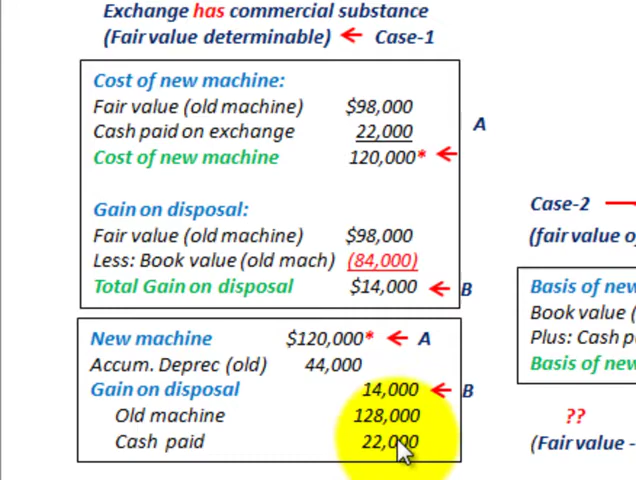 Exchange has commercial substance
(Fair value determinable) Case-1
Cost of new machine:
Fair value (old machine) $98,000
Cash paid on exchange 22,000
Cost of new machine 120,000*
A
Gain on disposal:
Fair value (old machine) $98,000
Less: Book value (old mach) (84,000)
Total Gain on disposal $14,000 B
New machine $120,000* A
Accum. Deprec (old) 44,000
Gain on disposal 14,000 B
Old machine 128,000
Cash paid 22,000
Case-2
(fair value o
Basis of new
Book value (
Plus: Cash p
Basis of new
??
(Fair value -